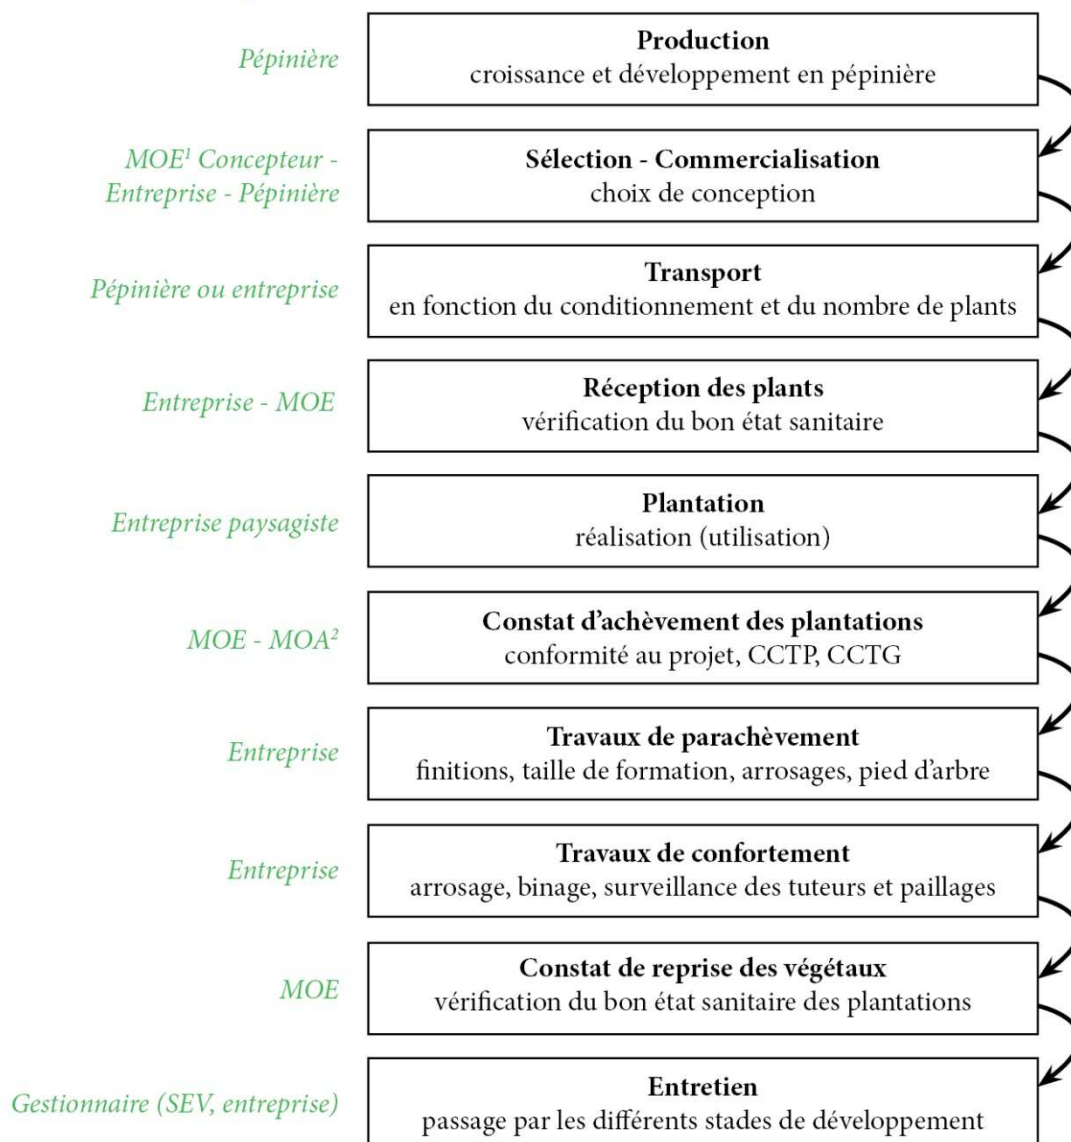 Pépinière
Production
croissance et développement en pépinière
MOE¹ Concepteur -
Entreprise - Pépinière
Sélection - Commercialisation
choix de conception
Pépinière ou entreprise
Transport
en fonction du conditionnement et du nombre de plants
Entreprise - MOE
Réception des plants
vérification du bon état sanitaire
Entreprise paysagiste
Plantation
réalisation (utilisation)
MOE - MOA²
Constat d’achèvement des plantations
conformité au projet, CCTP, CCTG
Entreprise
Travaux de parachèvement
finitions, taille de formation, arrosages, pied d’arbre
Entreprise
Travaux de confortement
arrosage, binage, surveillance des tuteurs et paillages
MOE
Constat de reprise des végétaux
vérification du bon état sanitaire des plantations
Gestionnaire (SEV, entreprise)
Entretien
passage par les différents stades de développement